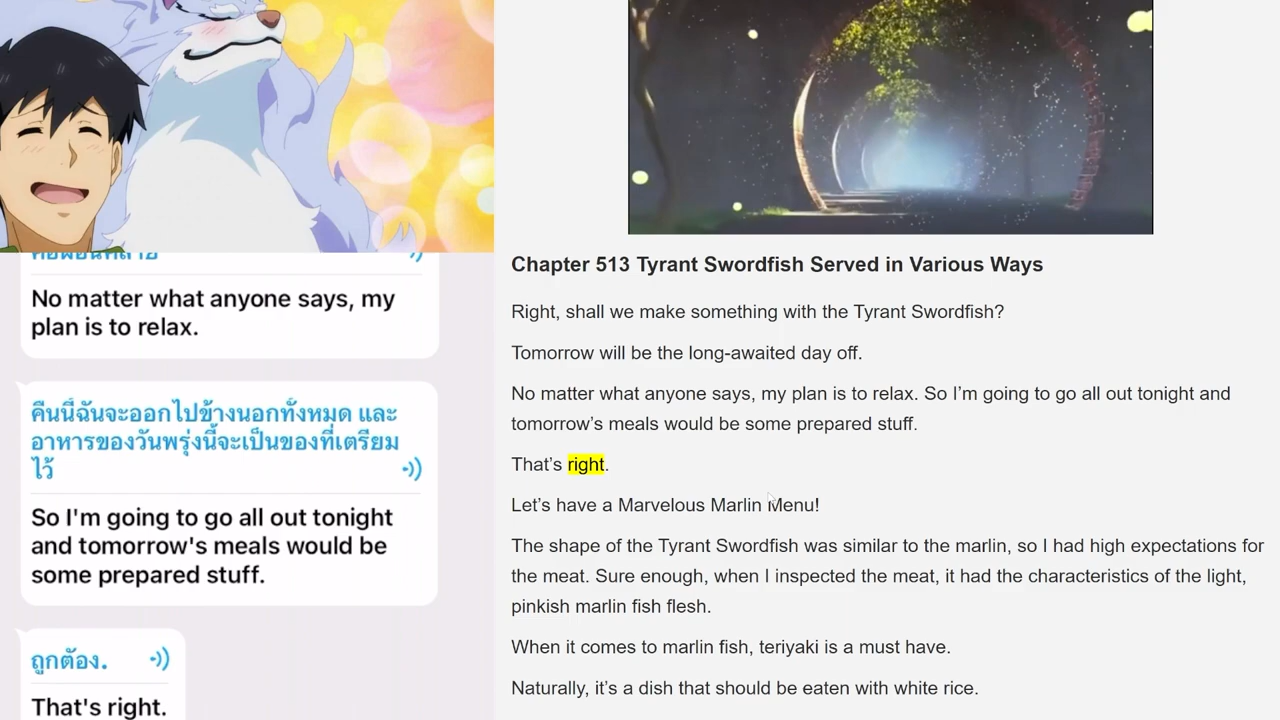 No matter what anyone says, my
plan is to relax.
คืนนี้ฉันจะออกไปข้างนอกทั้งหมด และ
อาหารของวันพรุ่งนี้จะเป็นของที่เตรียม
ไว้
So I'm going to go all out tonight
and tomorrow's meals would be
some prepared stuff.
ถูกต้อง.
That's right.
Chapter 513 Tyrant Swordfish Served in Various Ways
Right, shall we make something with the Tyrant Swordfish?
Tomorrow will be the long-awaited day off.
No matter what anyone says, my plan is to relax. So I’m going to go all out tonight and
tomorrow’s meals would be some prepared stuff.
That’s right.
Let’s have a Marvelous Marlin Menu!
The shape of the Tyrant Swordfish was similar to the marlin, so I had high expectations for
the meat. Sure enough, when I inspected the meat, it had the characteristics of the light,
pinkish marlin fish flesh.
When it comes to marlin fish, teriyaki is a must have.
Naturally, it’s a dish that should be eaten with white rice.